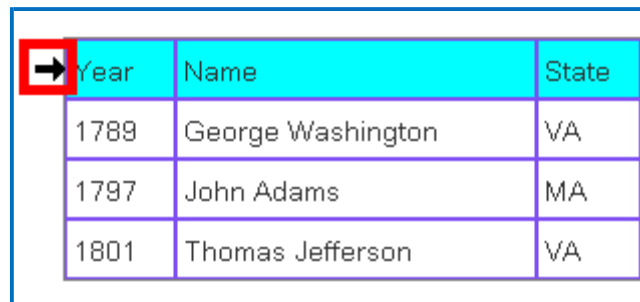 Year Name State
1789 George Washington VA
1797 John Adams MA
1801 Thomas Jefferson VA